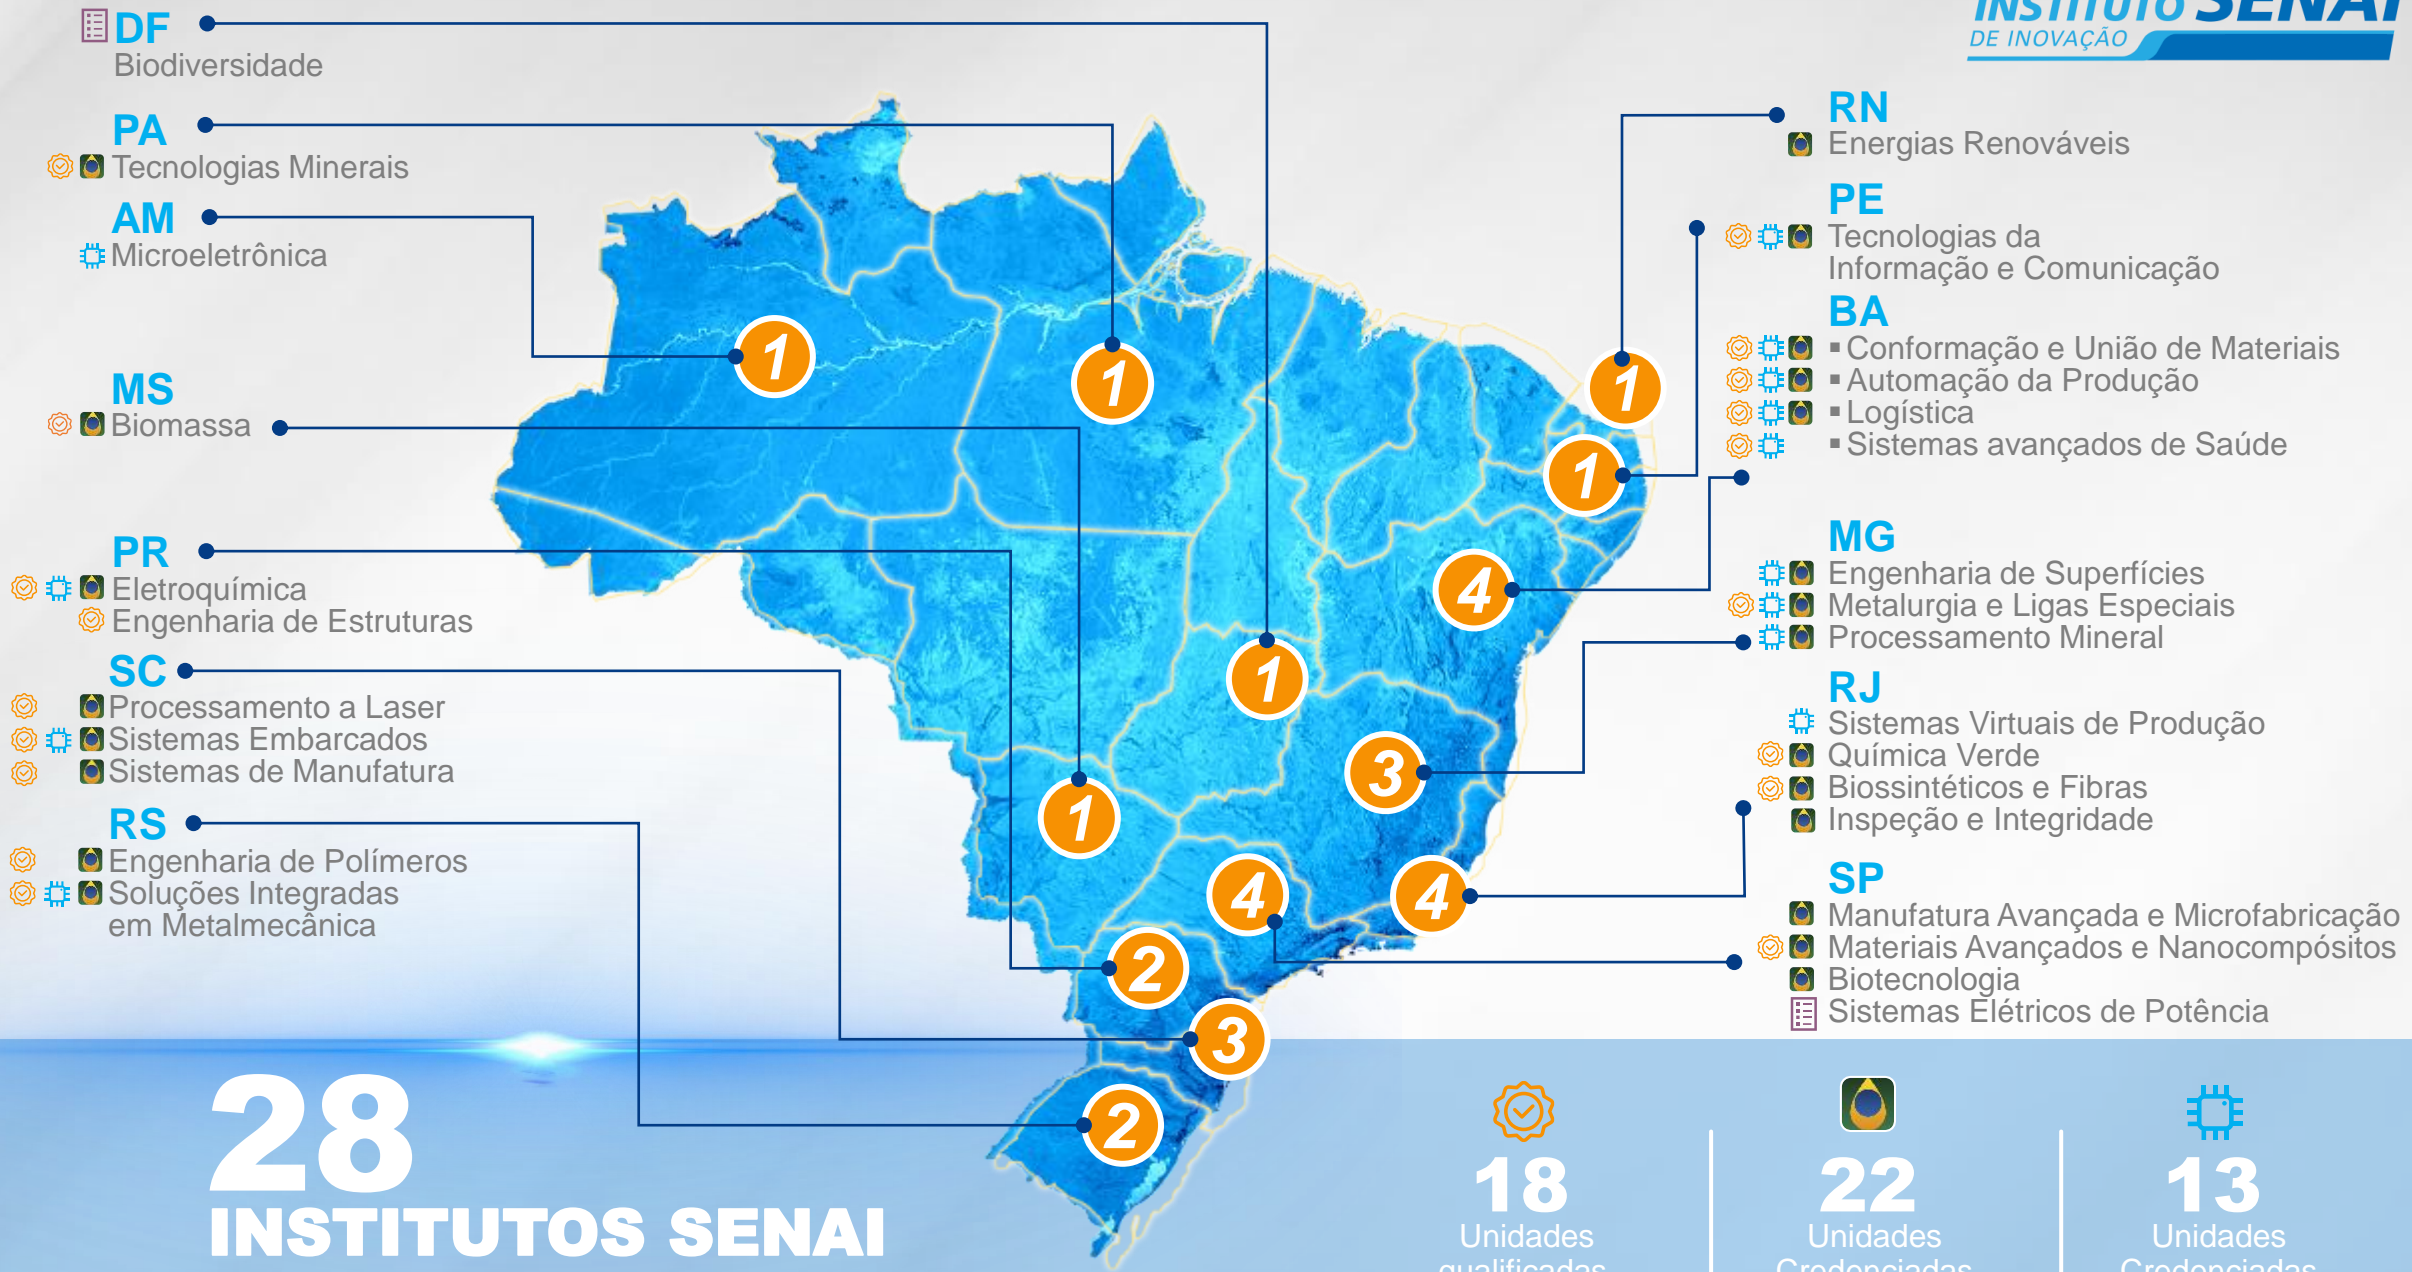 INSTITUTO SENAI
DE INOVAÇÃO
DF
Biodiversidade
PA
Tecnologias Minerais
AM
Microeletrônica
MS
Biomassa
PR
Eletroquímica
Engenharia de Estruturas
SC
Processamento a Laser
Sistemas Embarcados
Sistemas de Manufatura
RS
Engenharia de Polímeros
Soluções Integradas
em Metalmecânica
RN
Energias Renováveis
PE
Tecnologias da
Informação e Comunicação
BA
▪ Conformação e União de Materiais
▪ Automação da Produção
▪ Logística
▪ Sistemas avançados de Saúde
MG
Engenharia de Superfícies
Metalurgia e Ligas Especiais
Processamento Mineral
RJ
Sistemas Virtuais de Produção
Química Verde
Biossintéticos e Fibras
Inspeção e Integridade
SP
Manufatura Avançada e Microfabricação
Materiais Avançados e Nanocompósitos
Biotecnologia
Sistemas Elétricos de Potência
1
1
1
1
4
1
3
1
4
4
2
3
2
28
INSTITUTOS SENAI
18
Unidades
qualificadas
22
Unidades
Credenciadas
13
Unidades
Credenciadas